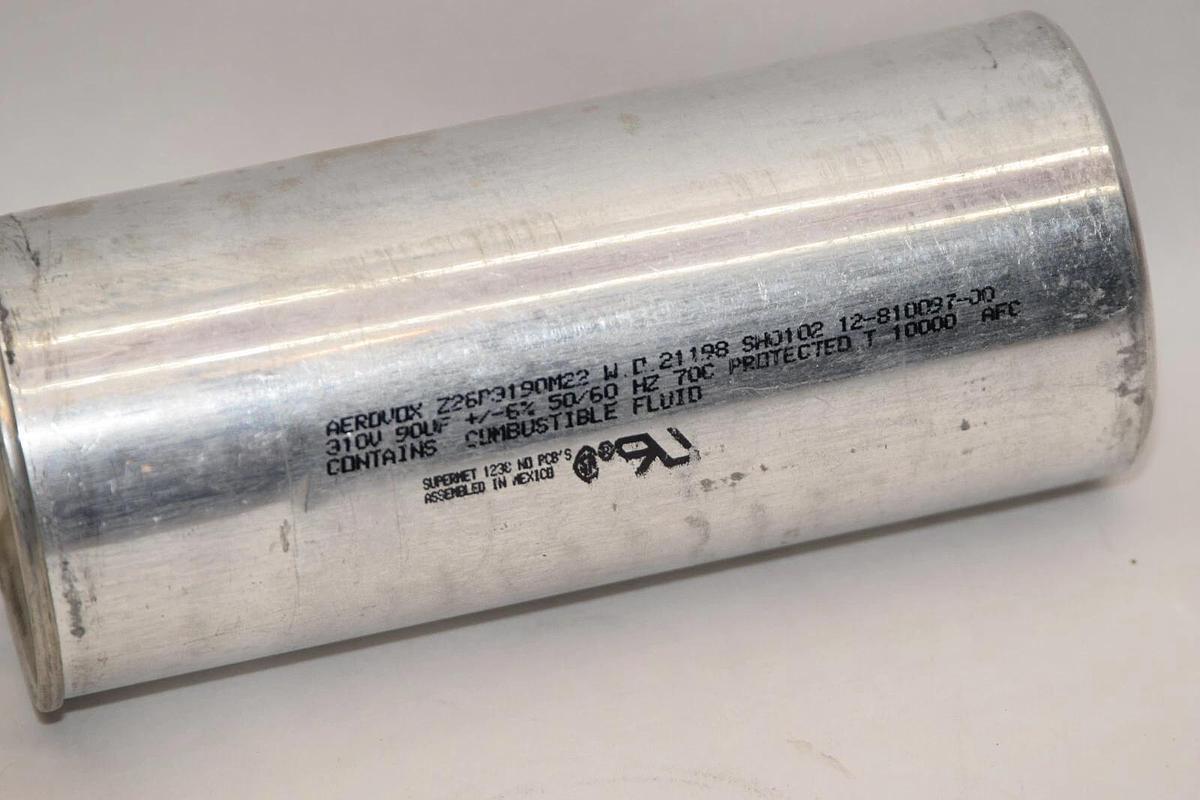 AEROVOX Z26P3190M22 W.O.21198 SW0102 12-810097-00
310V 90UF +/-6% 50/60 HZ 70C PROTECTED T 10000 AFC
CONTAINS COMBUSTIBLE FLUID
SUPERMET 123C NO PCB'S
ASSEMBLED IN MEXICO